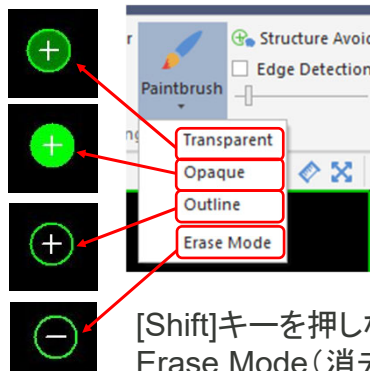 Structure Avoid
Edge Detection
Paintbrush
Transparent
Opaque
Outline
Erase Mode
[Shift]キーを押し
Erase Mode(消